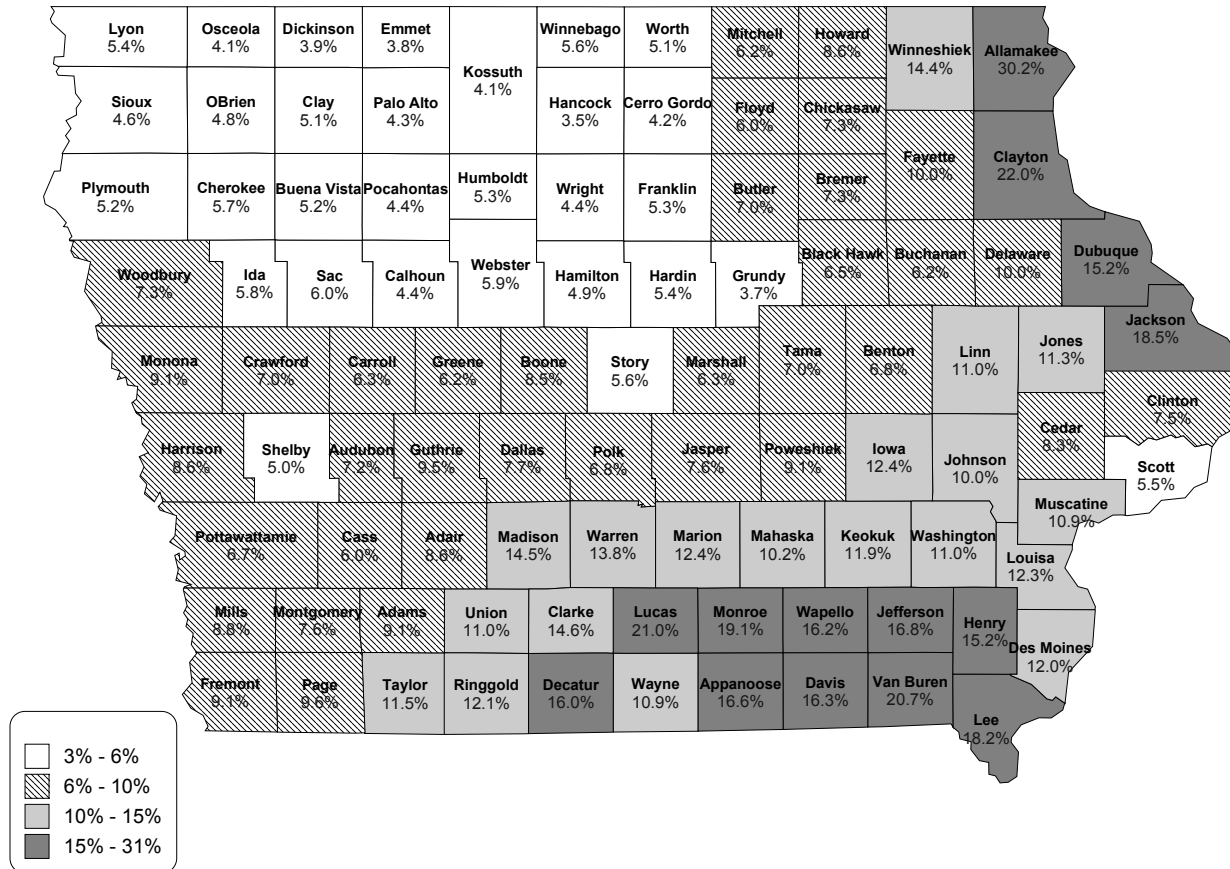 Lyon
5.4%
Osceola
4.1%
Dickinson
3.9%
Emmet
3.8%
Kossuth
4.1%
Winnebago
5.6%
Worth
5.1%
Mitchell
6.2%
Howard
8.6%
Winneshiek
14.4%
Allamakee
30.2%
Sioux
4.6%
OBrien
4.8%
Clay
5.1%
Palo Alto
4.3%
Hancock
3.5%
Cerro Gordo
4.2%
Floyd
6.0%
Chickasaw
7.3%
Fayette
10.0%
Clayton
22.0%
Plymouth
5.2%
Cherokee
5.7%
Buena Vista
5.2%
Pocahontas
4.4%
Humboldt
5.3%
Wright
4.4%
Franklin
5.3%
Butler
7.0%
Bremer
7.3%
Woodbury
7.3%
Ida
5.8%
Sac
6.0%
Calhoun
4.4%
Webster
5.9%
Hamilton
4.9%
Hardin
5.4%
Grundy
3.7%
Black Hawk
6.5%
Buchanan
6.2%
Delaware
10.0%
Dubuque
15.2%
Monona
9.1%
Crawford
7.0%
Carroll
6.3%
Greene
6.2%
Boone
8.5%
Story
5.6%
Marshall
6.3%
Tama
7.0%
Benton
6.8%
Linn
11.0%
Jones
11.3%
Jackson
18.5%
Clinton
7.5%
Harrison
8.6%
Shelby
5.0%
Audubon
7.2%
Guthrie
9.5%
Dallas
7.7%
Polk
6.8%
Jasper
7.6%
Poweshiek
9.1%
Iowa
12.4%
Johnson
10.0%
Cedar
8.3%
Scott
5.5%
Muscatine
10.9%
Pottawattamie
6.7%
Cass
6.0%
Adair
8.6%
Madison
14.5%
Warren
13.8%
Marion
12.4%
Mahaska
10.2%
Keokuk
11.9%
Washington
11.0%
Louisa
12.3%
Mills
8.8%
Montgomery
7.6%
Adams
9.1%
Union
11.0%
Clarke
14.6%
Lucas
21.0%
Monroe
19.1%
Wapello
16.2%
Jefferson
16.8%
Henry
15.2%
Des Moines
12.0%
Fremont
9.1%
Page
9.6%
Taylor
11.5%
Ringgold
12.1%
Decatur
16.0%
Wayne
10.9%
Appanoose
16.6%
Davis
16.3%
Van Buren
20.7%
Lee
18.2%
3% - 6%
6% - 10%
10% - 15%
15% - 31%